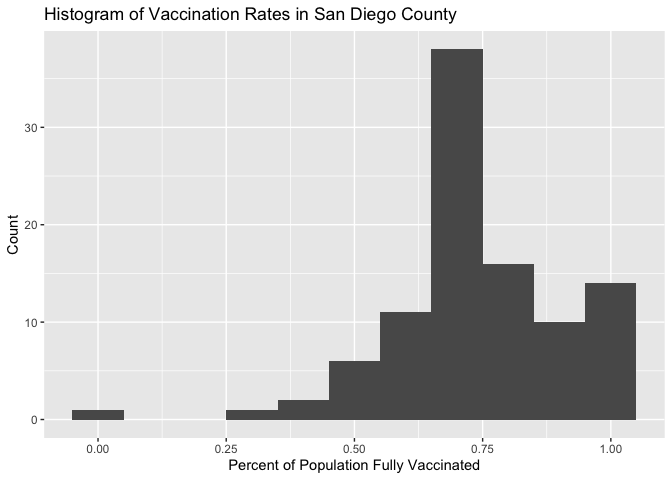 Histogram of Vaccination Rates in San Diego County
Count
30
20
10
0
0.00 0.25 0.50 0.75 1.00
Percent of Population Fully Vaccinated